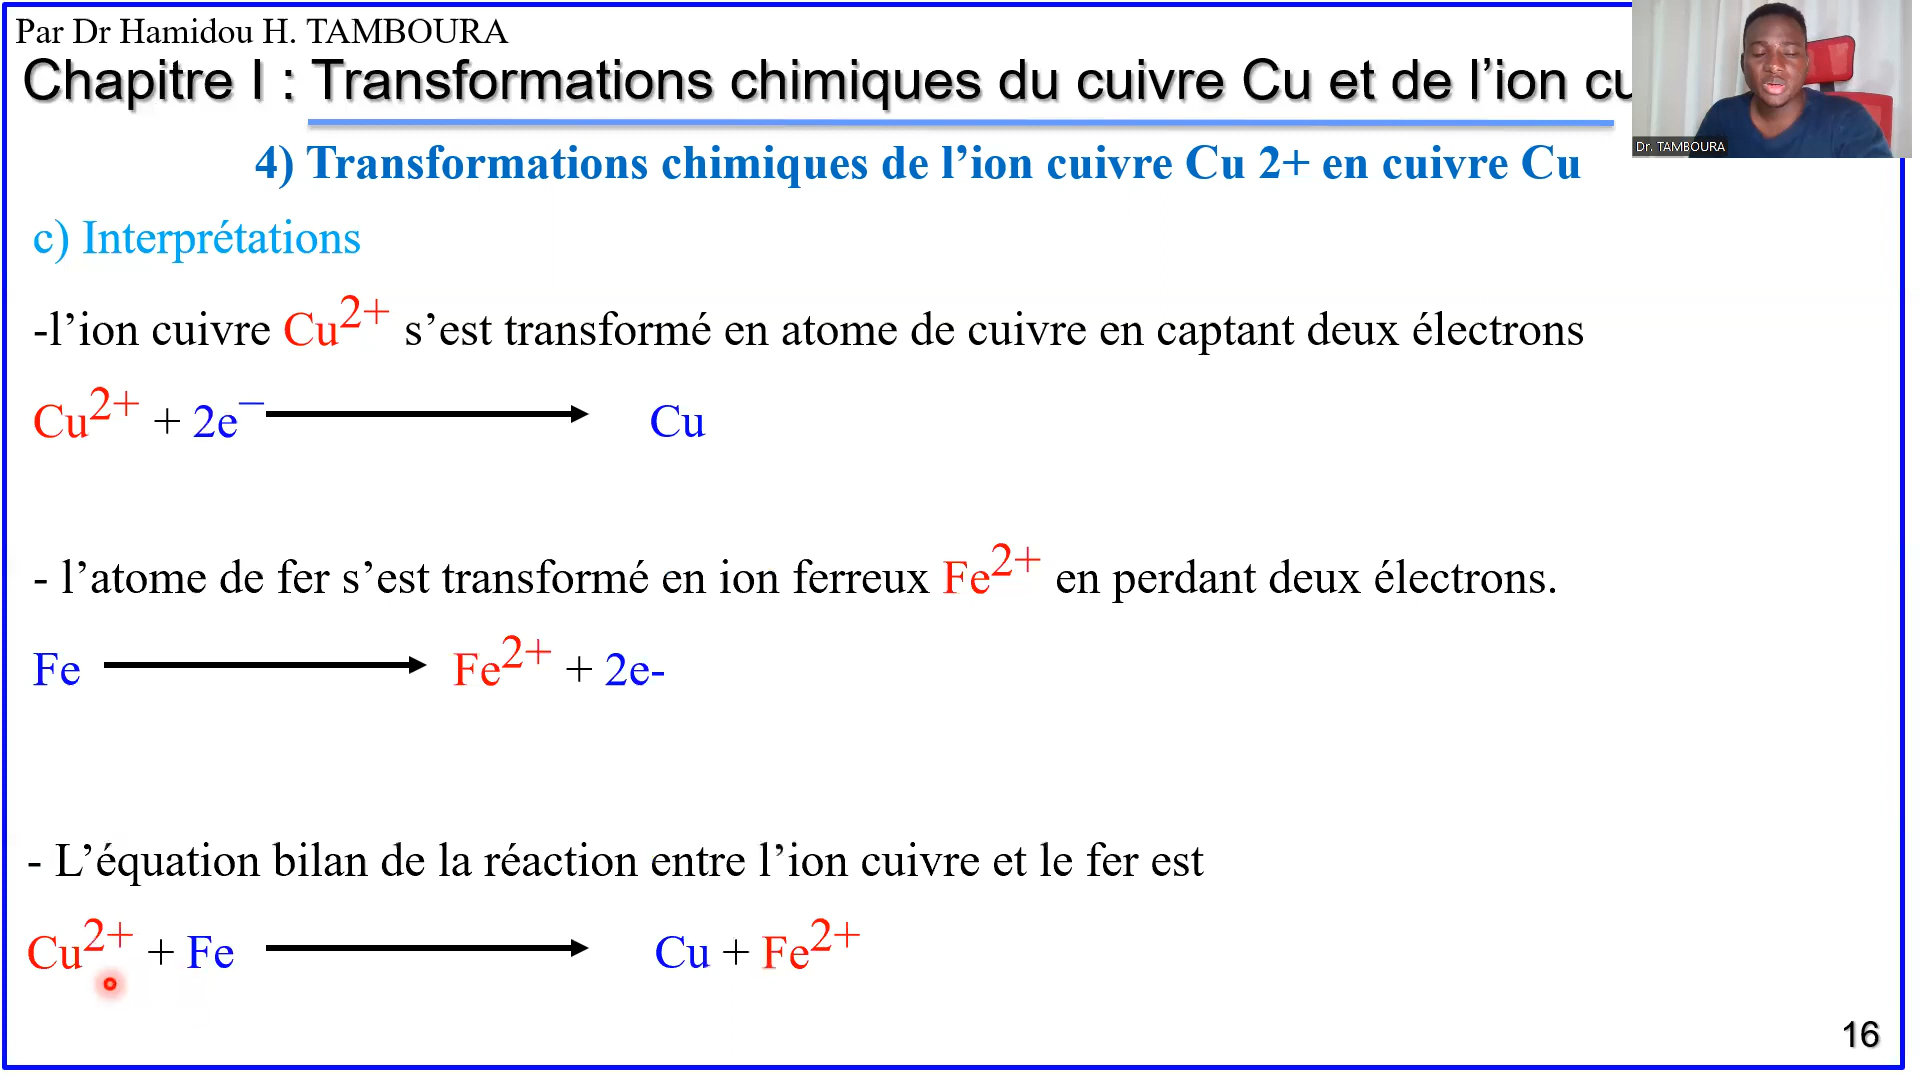 Par Dr Hamidou H. TAMBOURA
Chapitre I : Transformations chimiques du cuivre Cu et de l’ion
Dr. TAMBOURA
4) Transformations chimiques de l’ion cuivre Cu 2+ en cuivre Cu
c) Interprétations
-l’ion cuivre Cu²⁺ s’est transformé en atome de cuivre en captant deux électrons
Cu²⁺ + 2e⁻ → Cu
- l’atome de fer s’est transformé en ion ferreux Fe²⁺ en perdant deux électrons.
Fe → Fe²⁺ + 2e-
- L’équation bilan de la réaction entre l’ion cuivre et le fer est
Cu²⁺ + Fe → Cu + Fe²⁺
16